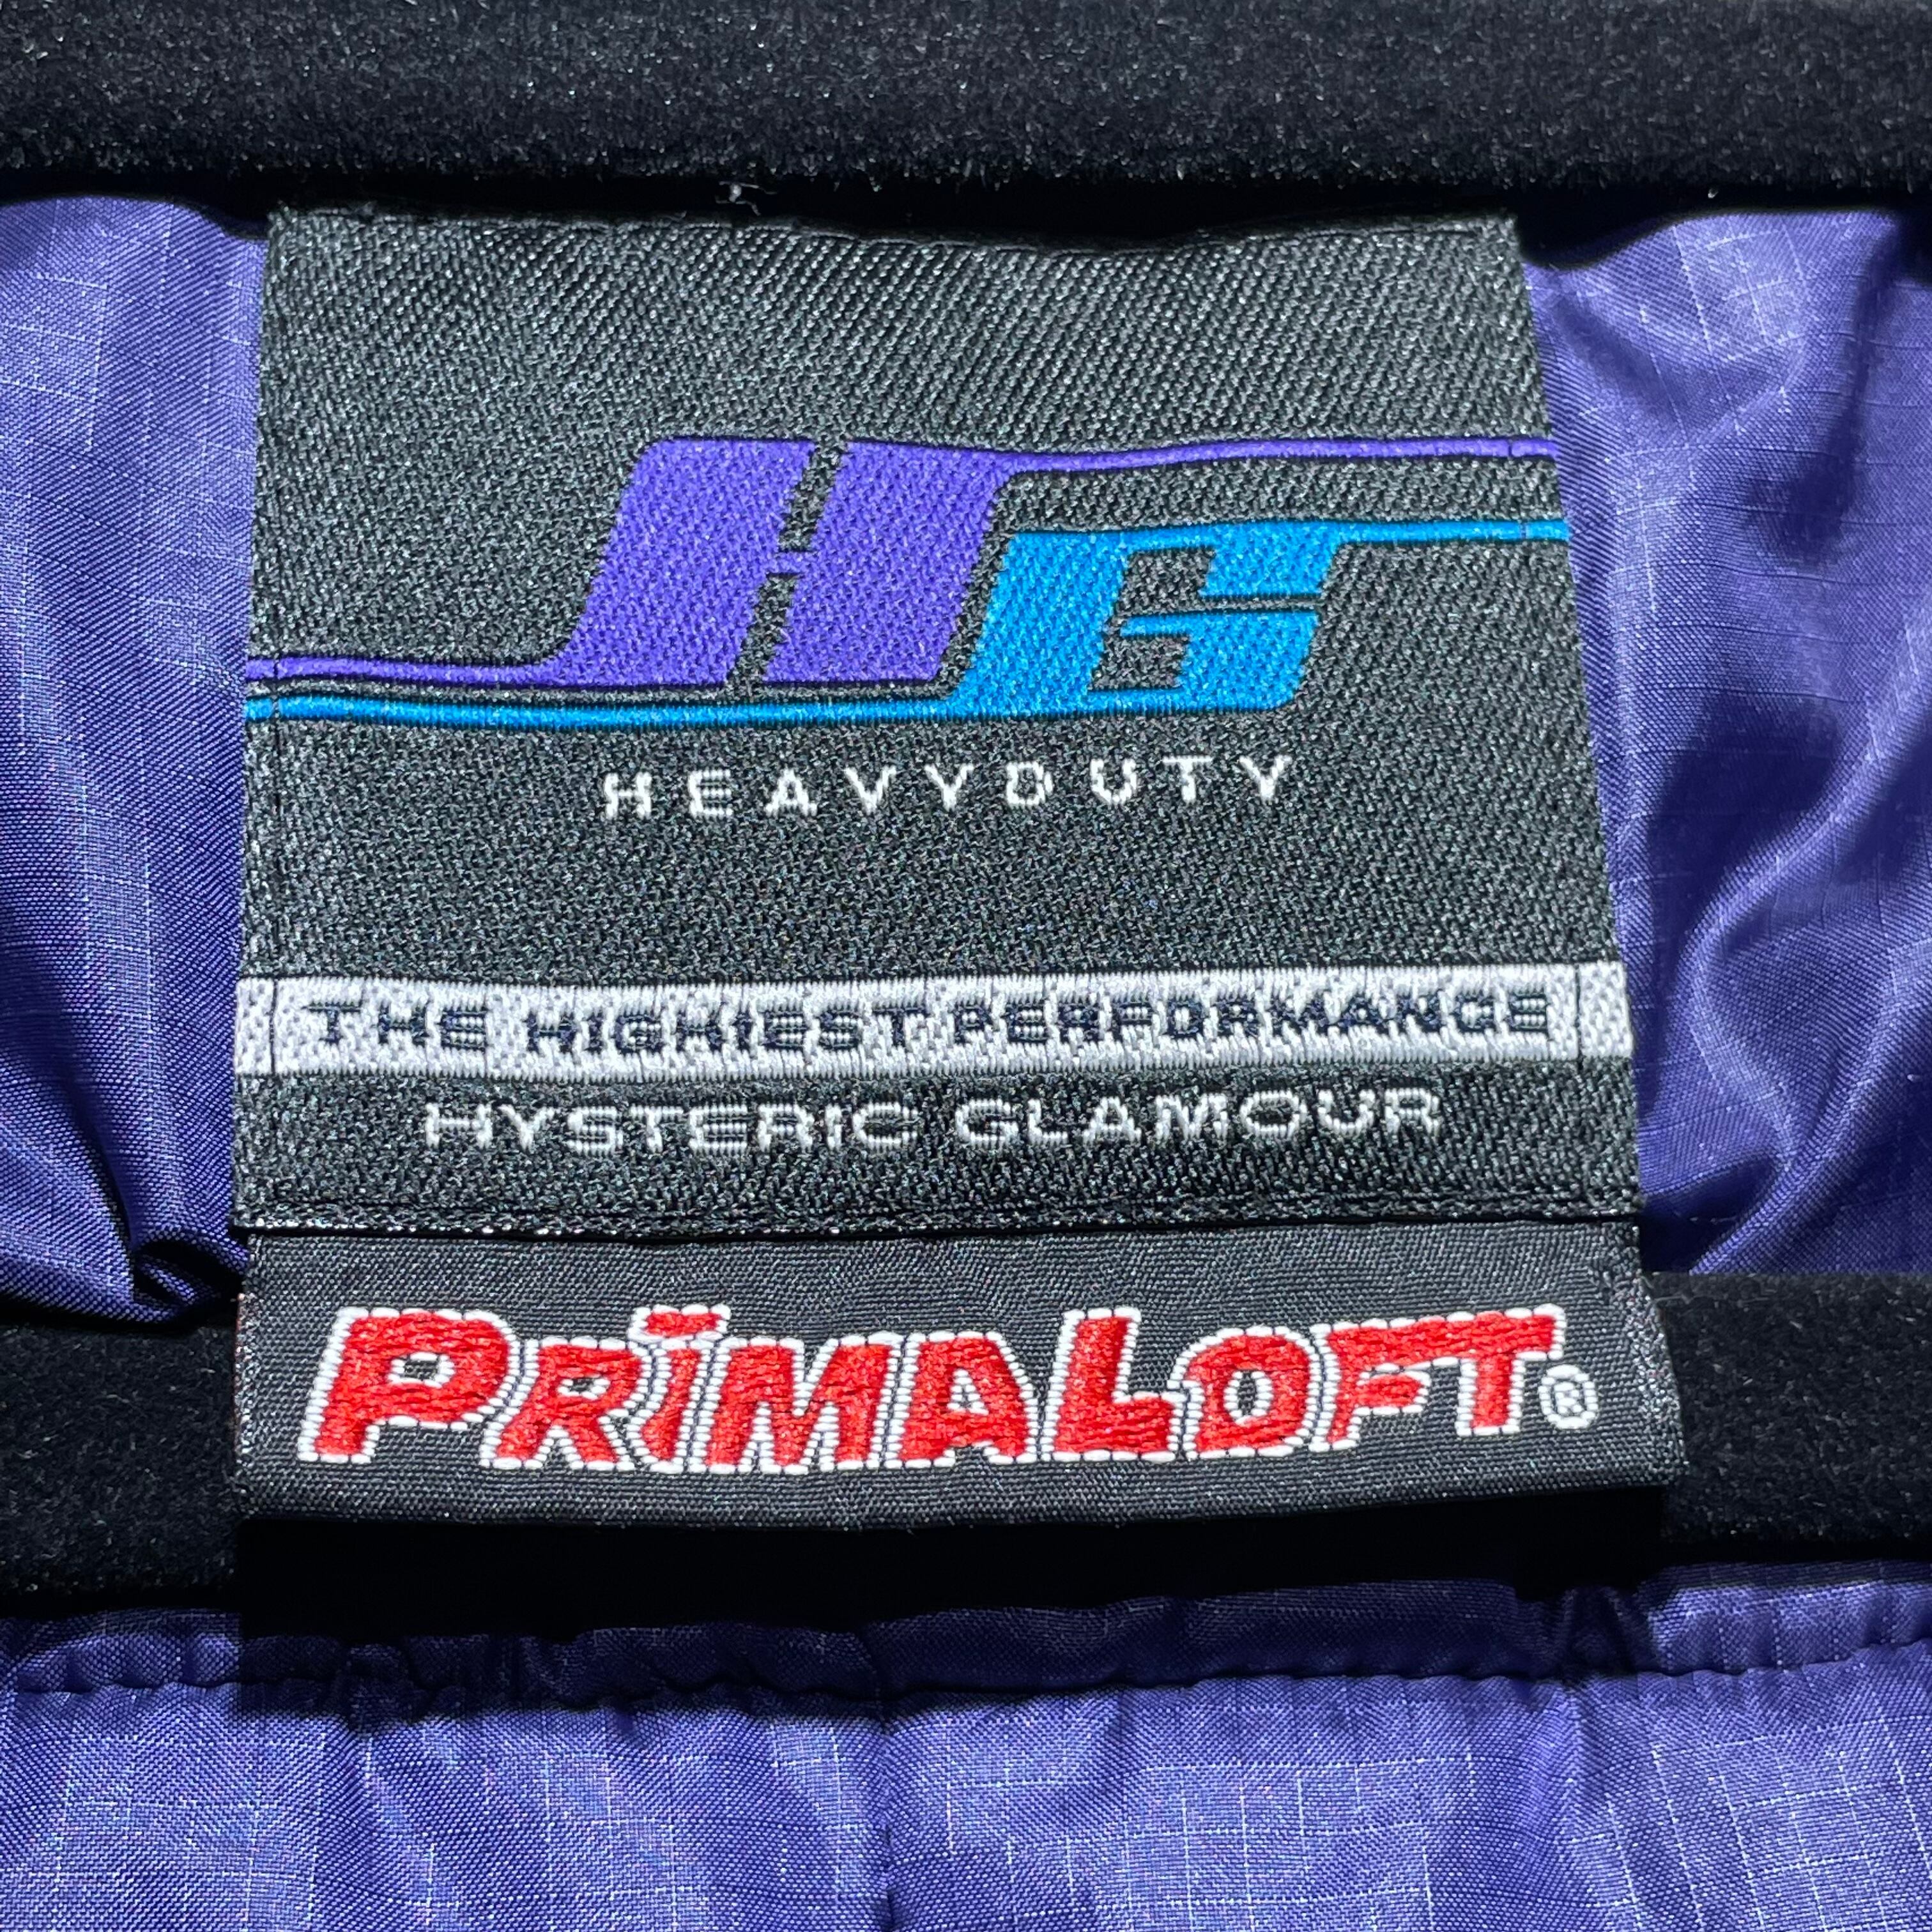 HG
HEAVYDUTY
THE HIGHIEST PERFORMANCE
HYSTERIC GLAMOUR
PRiMALOFT®